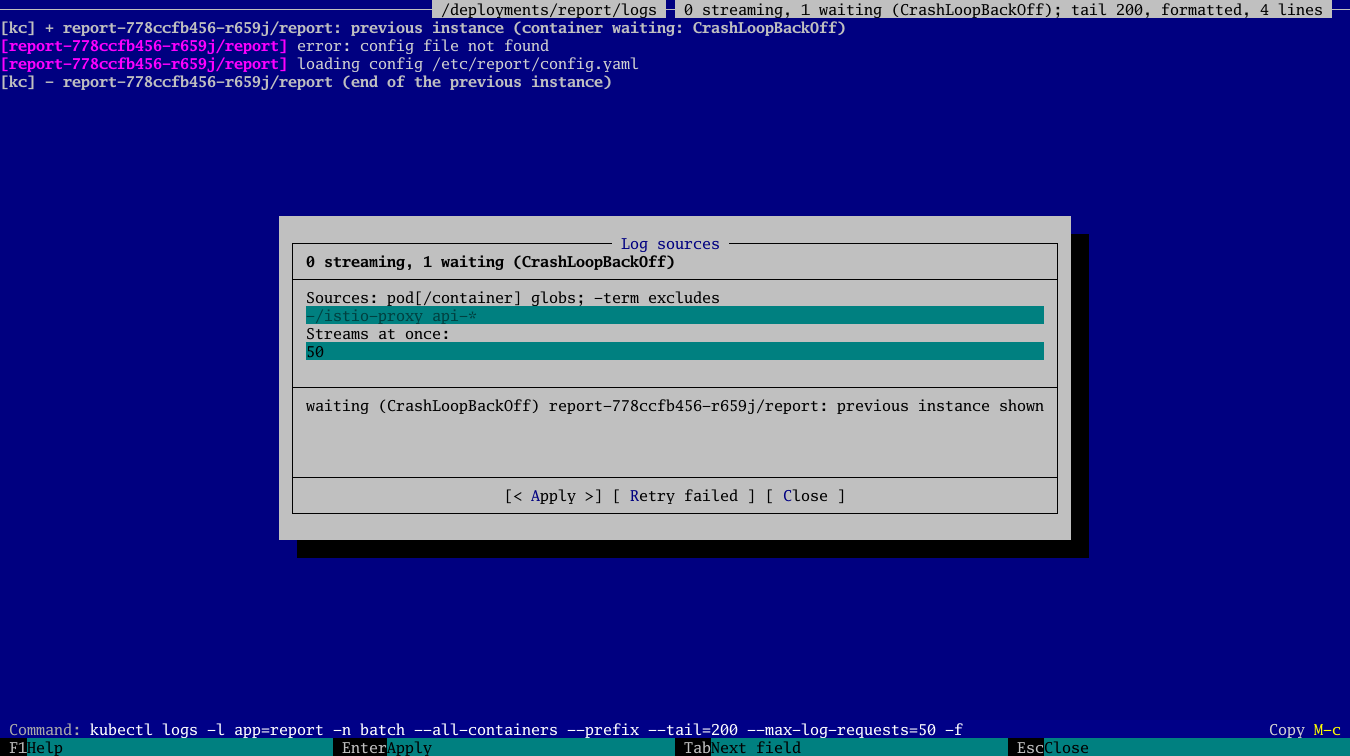 /deployments/report/logs 0 streaming, 1 waiting (CrashLoopBackOff); tail 200, formatted, 4 lines
[kc] + report-778ccfb456-r659j/report: previous instance (container waiting: CrashLoopBackOff)
[report-778ccfb456-r659j/report] error: config file not found
[report-778ccfb456-r659j/report] loading config /etc/report/config.yaml
[kc] - report-778ccfb456-r659j/report (end of the previous instance)
Log sources
0 streaming, 1 waiting (CrashLoopBackOff)
Sources: pod[/container] globs; -term excludes
-/istio-proxy api-*
Streams at once:
50
waiting (CrashLoopBackOff) report-778ccfb456-r659j/report: previous instance shown
[< Apply >] [ Retry failed ] [ Close ]
Command: kubectl logs -l app=report -n batch --all-containers --prefix --tail=200 --max-log-requests=50 -f Copy M-c
F1Help EnterApply TabNext field EscClose